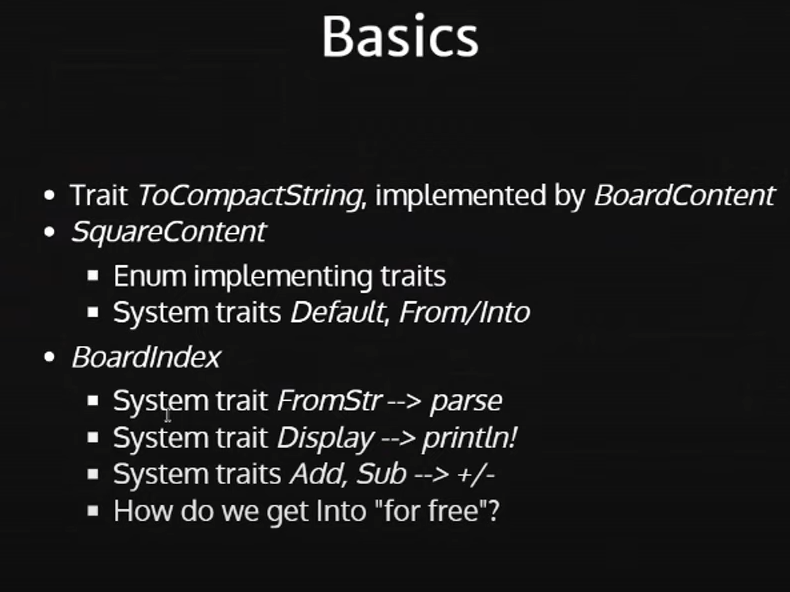 Basics
• Trait ToCompactString, implemented by BoardContent
• SquareContent
▪ Enum implementing traits
▪ System traits Default, From/Into
• BoardIndex
▪ System trait FromStr --> parse
▪ System trait Display --> println!
▪ System traits Add, Sub --> +/-
▪ How do we get Into "for free"?